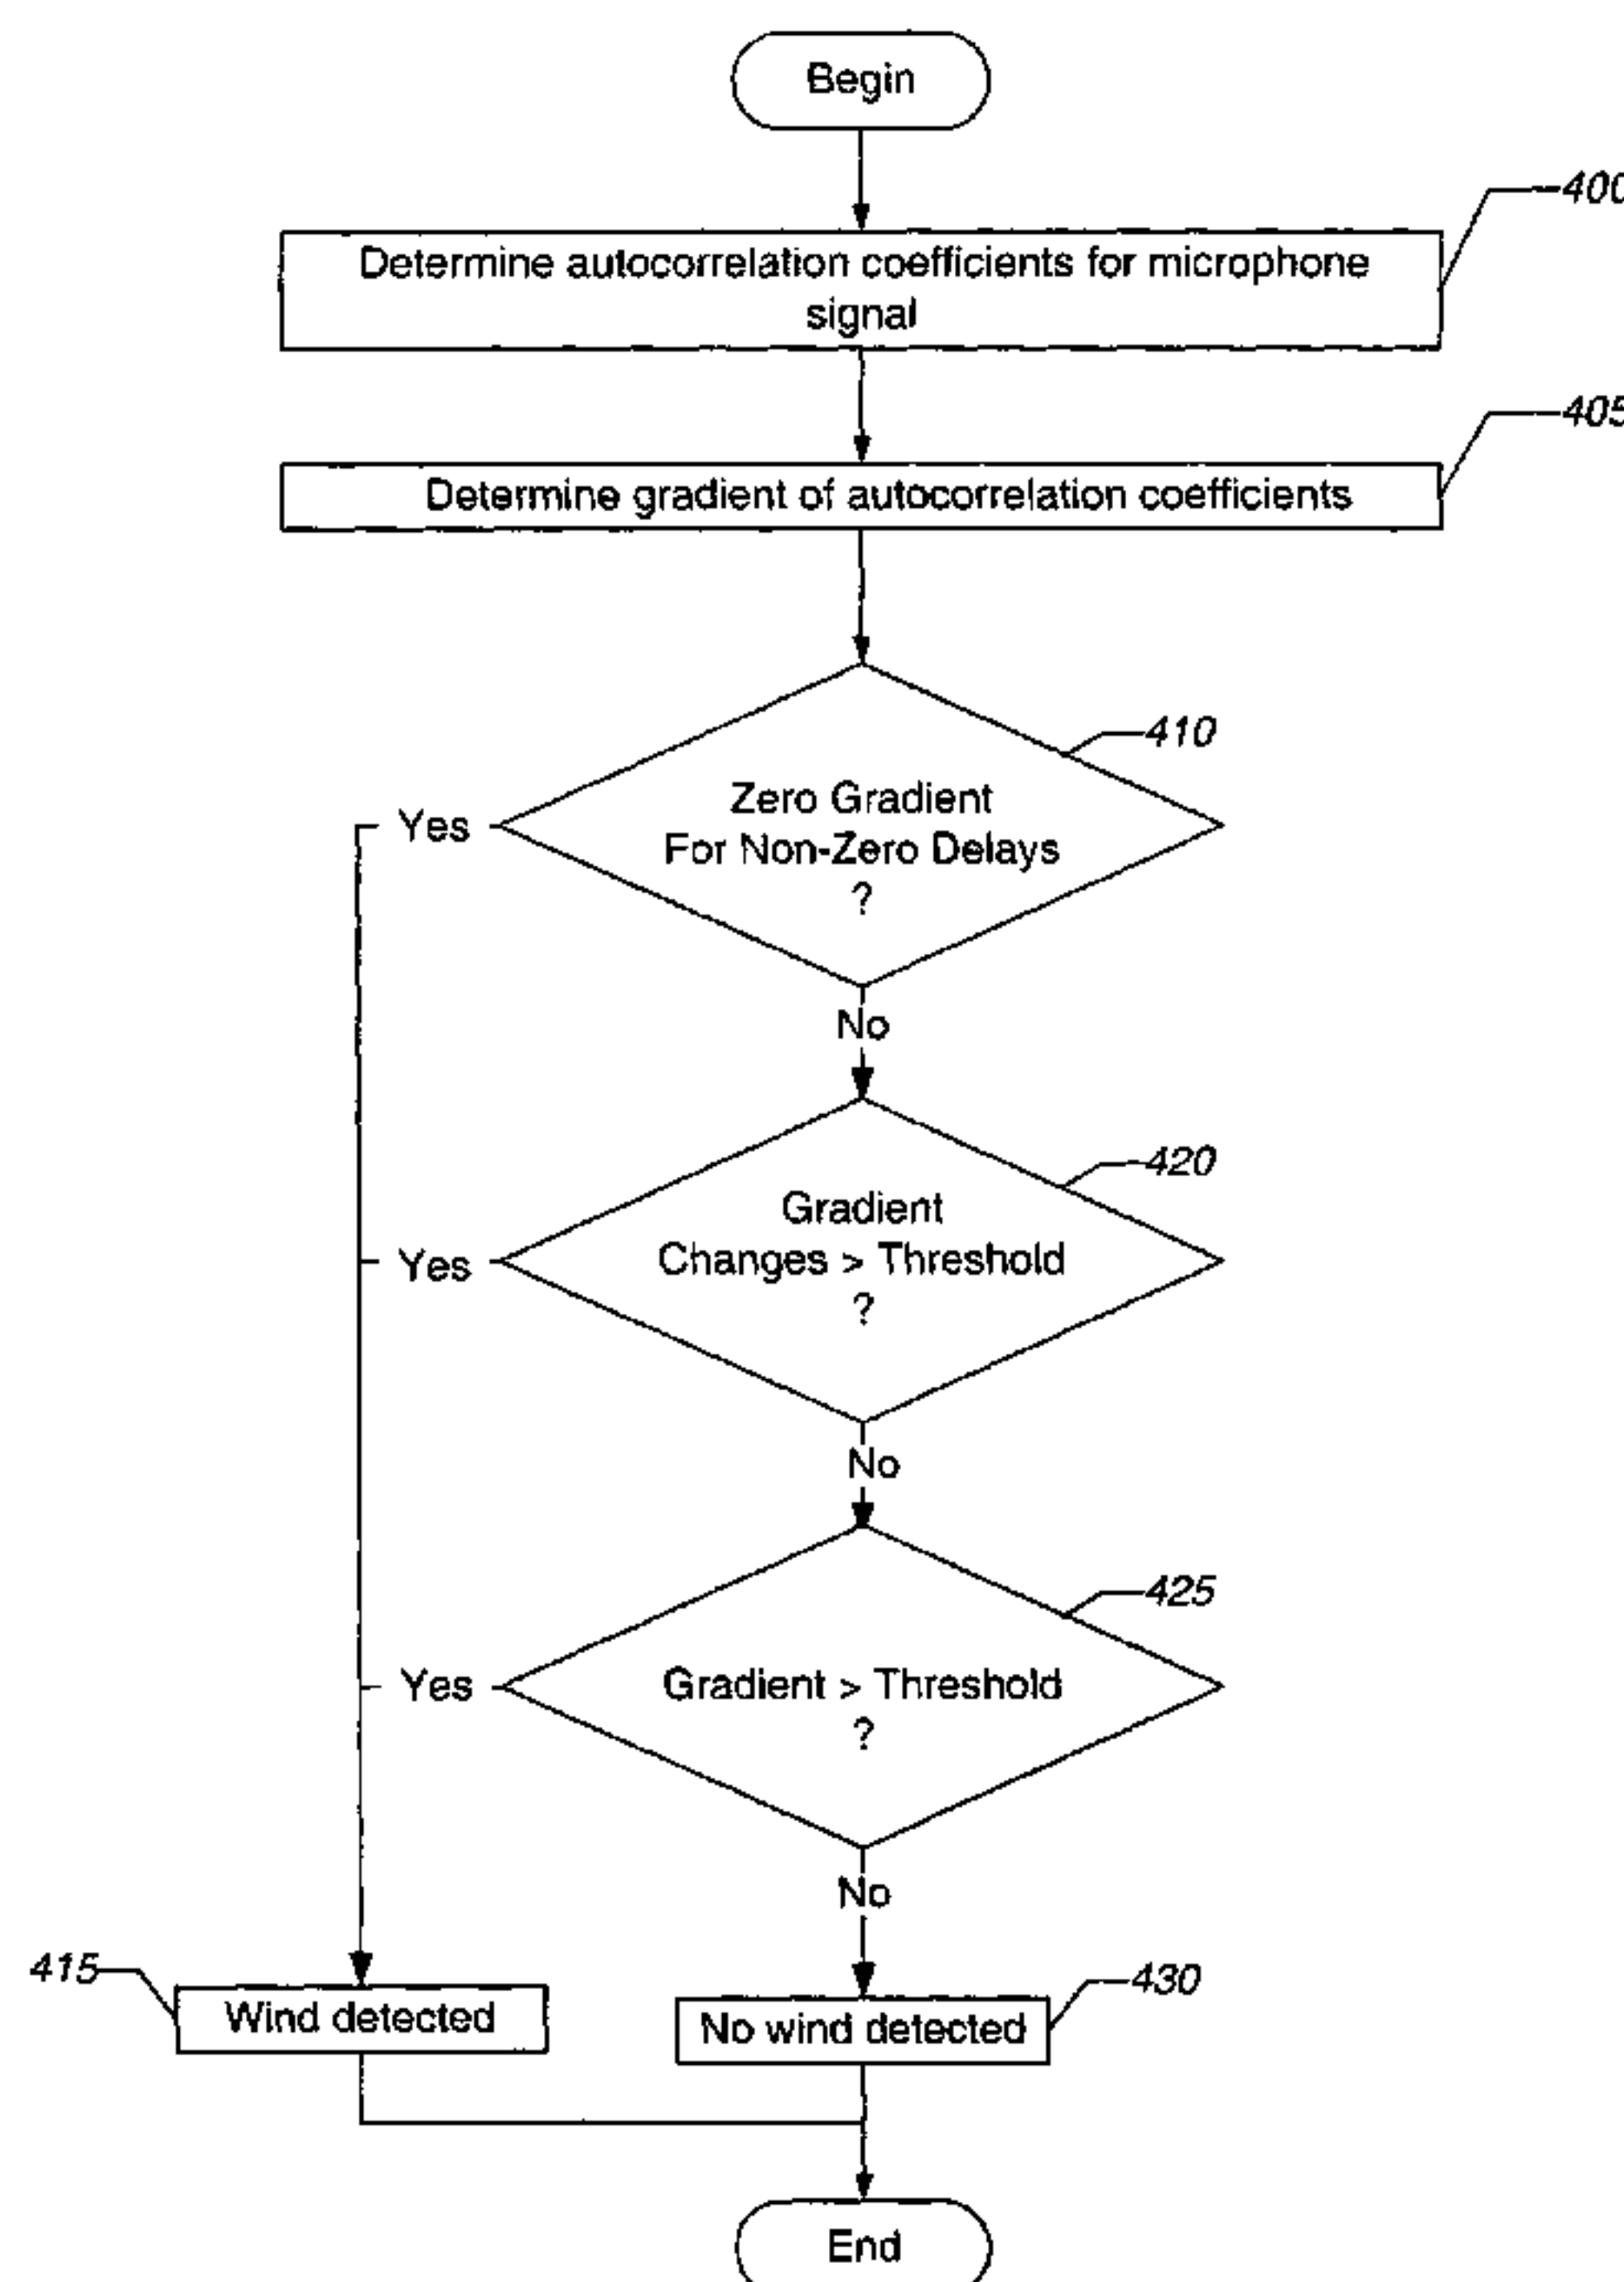 Begin
400
Determine autocorrelation coefficients for microphone
signal
405
Determine gradient of autocorrelation coefficients
410
Zero Gradient
For Non-Zero Delays
?
Yes
No
420
Gradient
Changes > Threshold
?
Yes
No
425
Gradient > Threshold
?
Yes
No
415
Wind detected
430
No wind detected
End